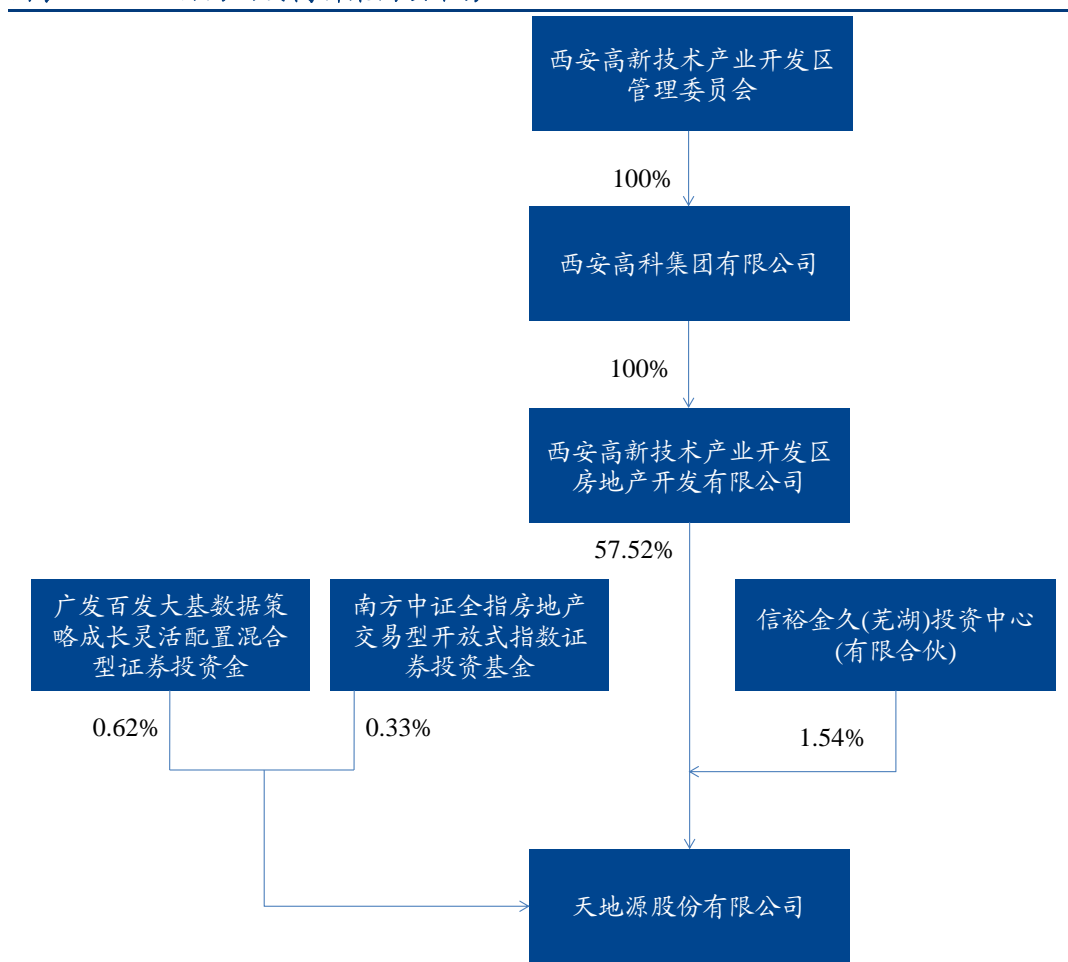 西安高新技术产业开发区
管理委员会
100%
西安高科集团有限公司
100%
西安高新技术产业开发区
房地产开发有限公司
57.52%
广发百发大基数据策
略成长灵活配置混合
型证券投资金
南方中证全指房地产
交易型开放式指数证
券投资基金
信裕金久(芜湖)投资中心
(有限合伙)
0.62%
0.33%
1.54%
天地源股份有限公司